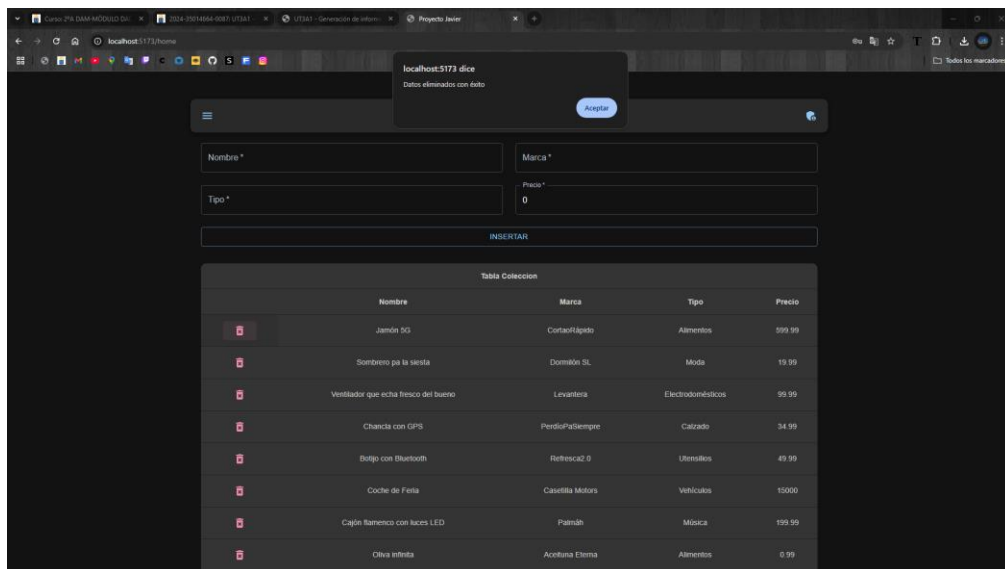 Curso 2ºA DAM-MÓDULO DA
2024-35014664-0087: UT3A1 -
UT3A1 - Generación de inform
Proyecto Javier
localhost:5173/home
Todos los marcadores
localhost:5173 dice
Datos eliminados con éxito
Aceptar
Nombre *
Marca *
Tipo *
Precio *
0
INSERTAR
Tabla Coleccion
Nombre Marca Tipo Precio
Jamón 5G CortaoRápido Alimentos 599.99
Sombrero pa la siesta Dormilón SL Moda 19.99
Ventilador que echa fresco del bueno Levantera Electrodomésticos 99.99
Chancla con GPS PerdíoPaSiempre Calzado 34.99
Botijo con Bluetooth Refresca2.0 Utensilios 49.99
Coche de Feria Casetilla Motors Vehículos 15000
Cajón flamenco con luces LED Palmáh Música 199.99
Oliva infinita Aceituna Eterna Alimentos 0.99